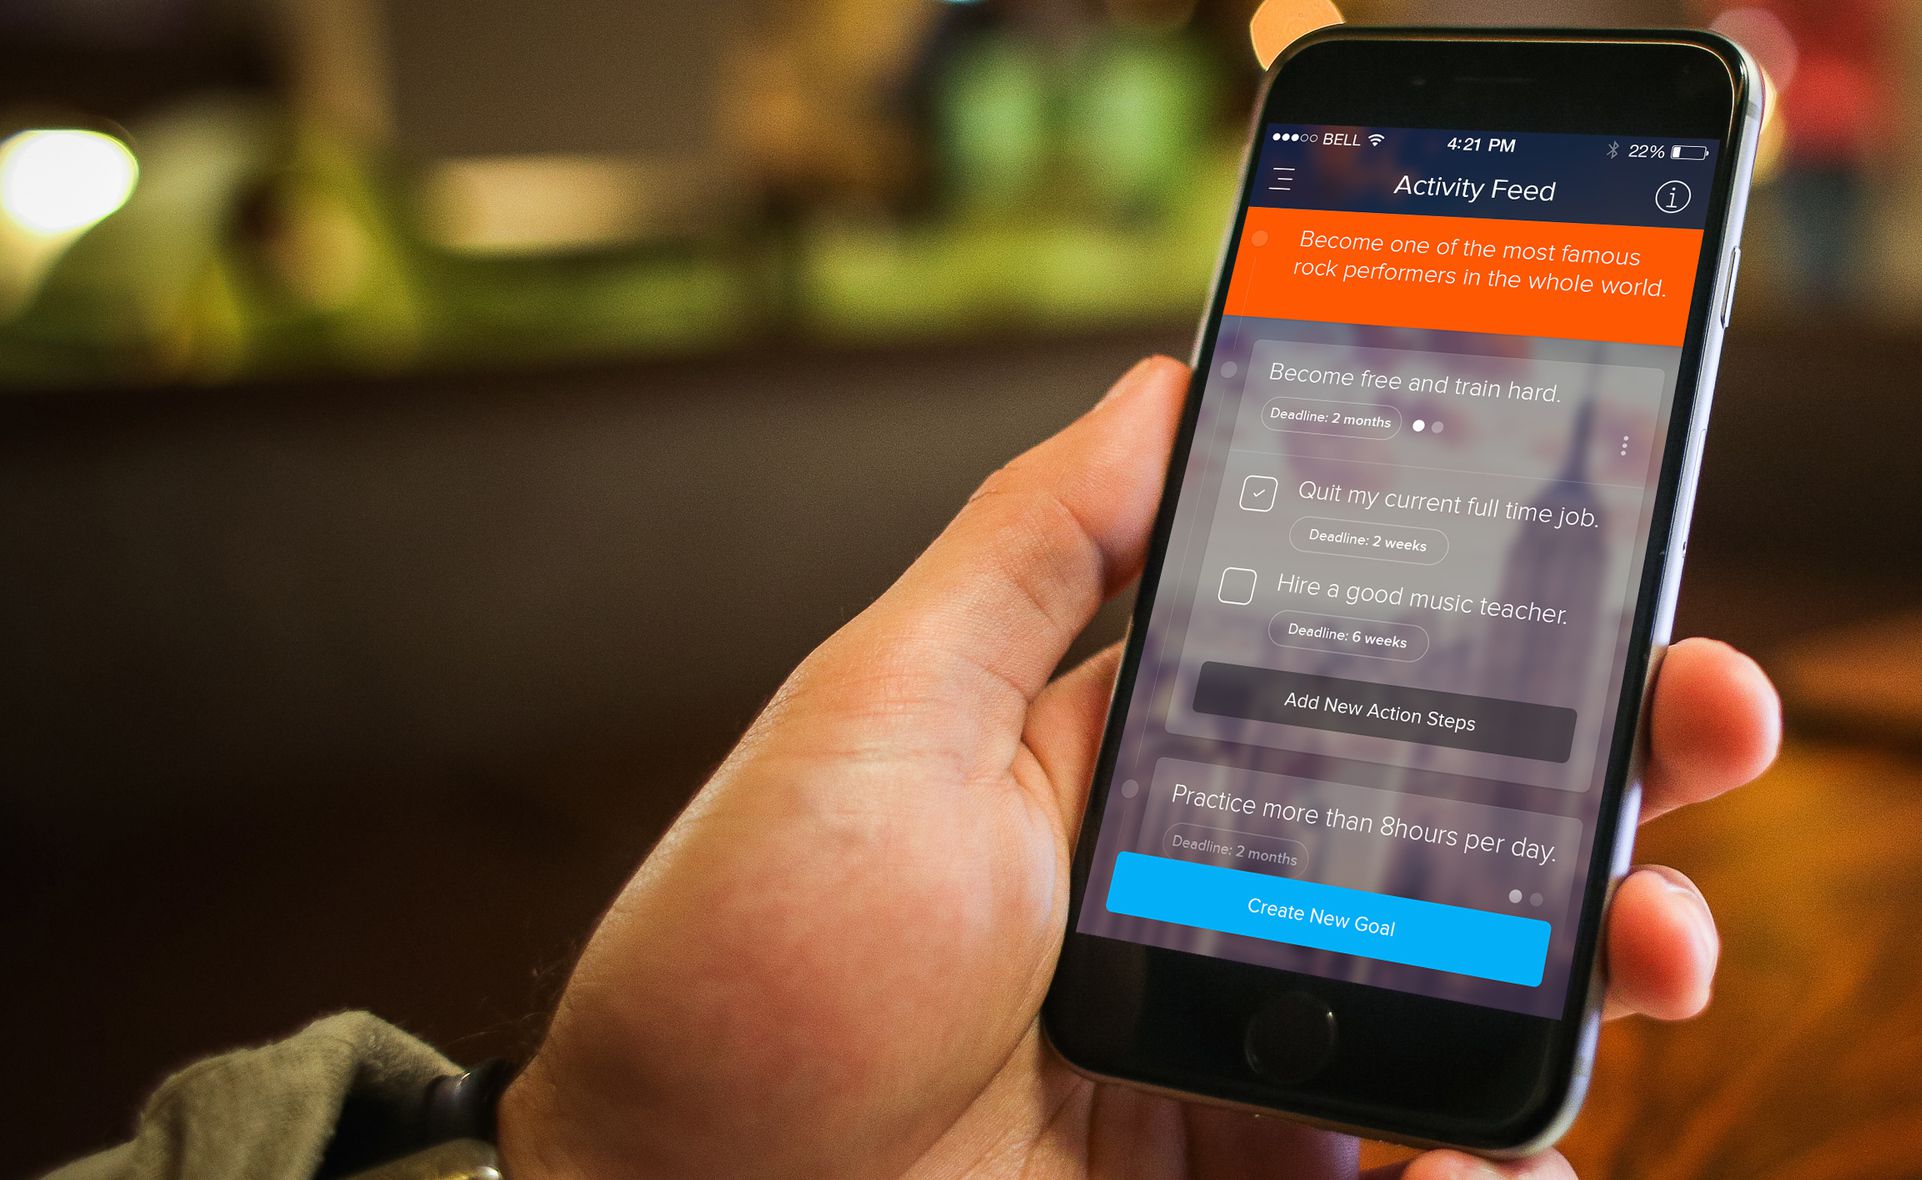 BELL 4:21 PM 22%
Activity Feed
Become one of the most famous
rock performers in the whole world.
Become free and train hard.
Deadline: 2 months
Quit my current full time job.
Deadline: 2 weeks
Hire a good music teacher.
Deadline: 6 weeks
Add New Action Steps
Practice more than 8hours per day.
Deadline: 2 months
Create New Goal